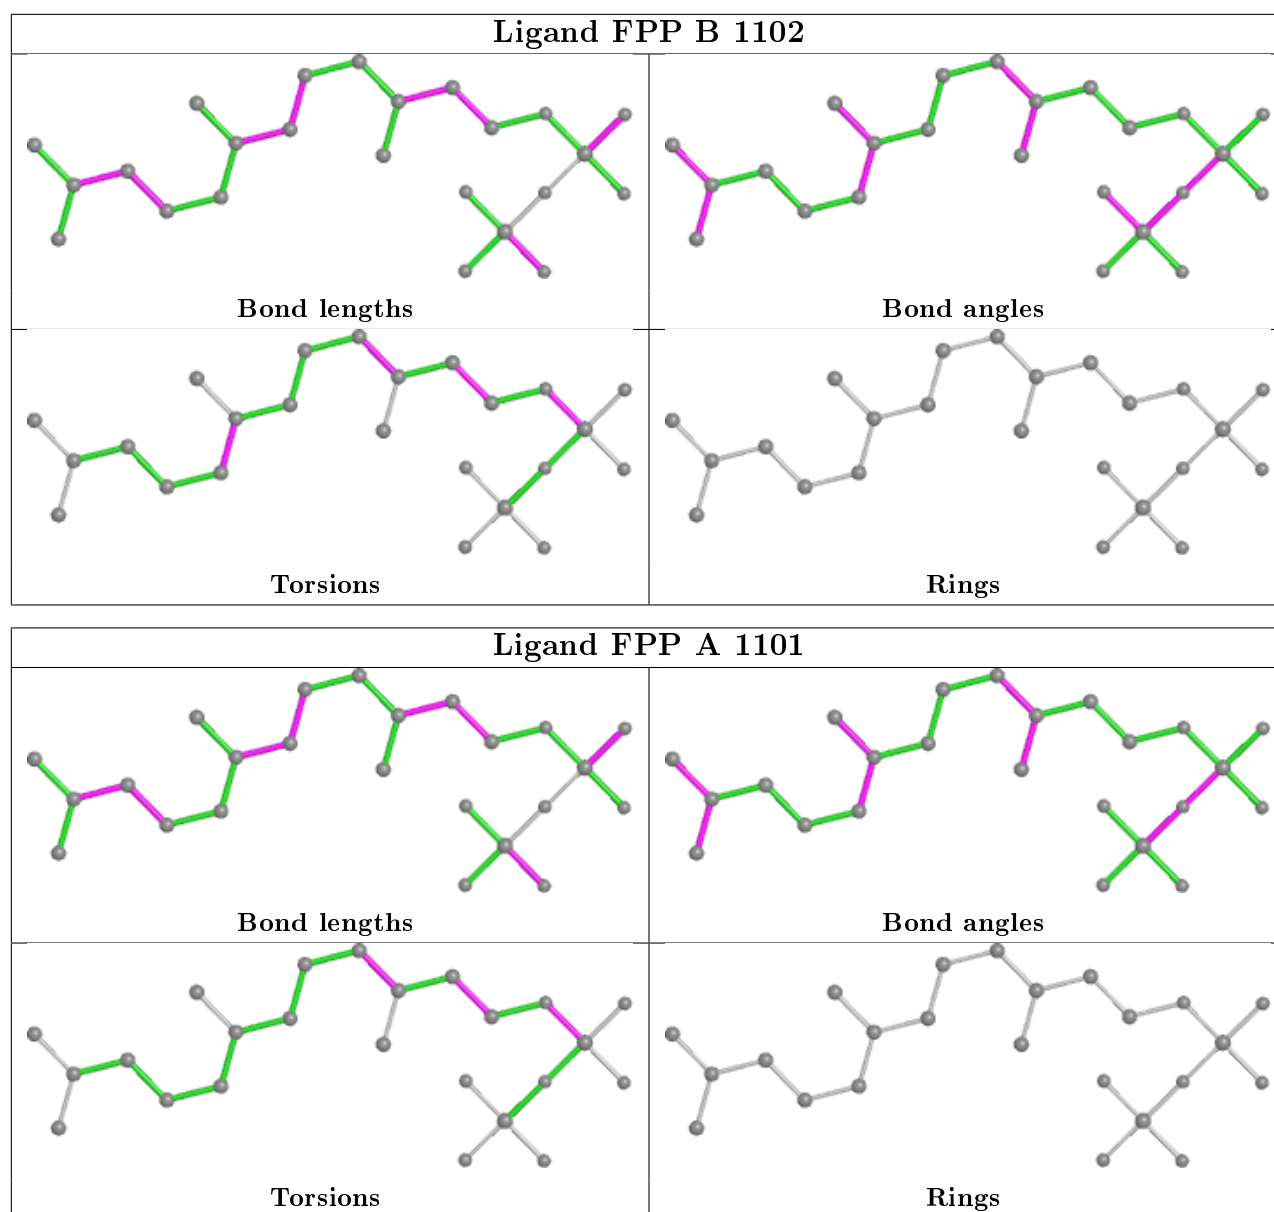 Ligand FPP B 1102
Bond lengths
Bond angles
Torsions
Rings
Ligand FPP A 1101
Bond lengths
Bond angles
Torsions
Rings